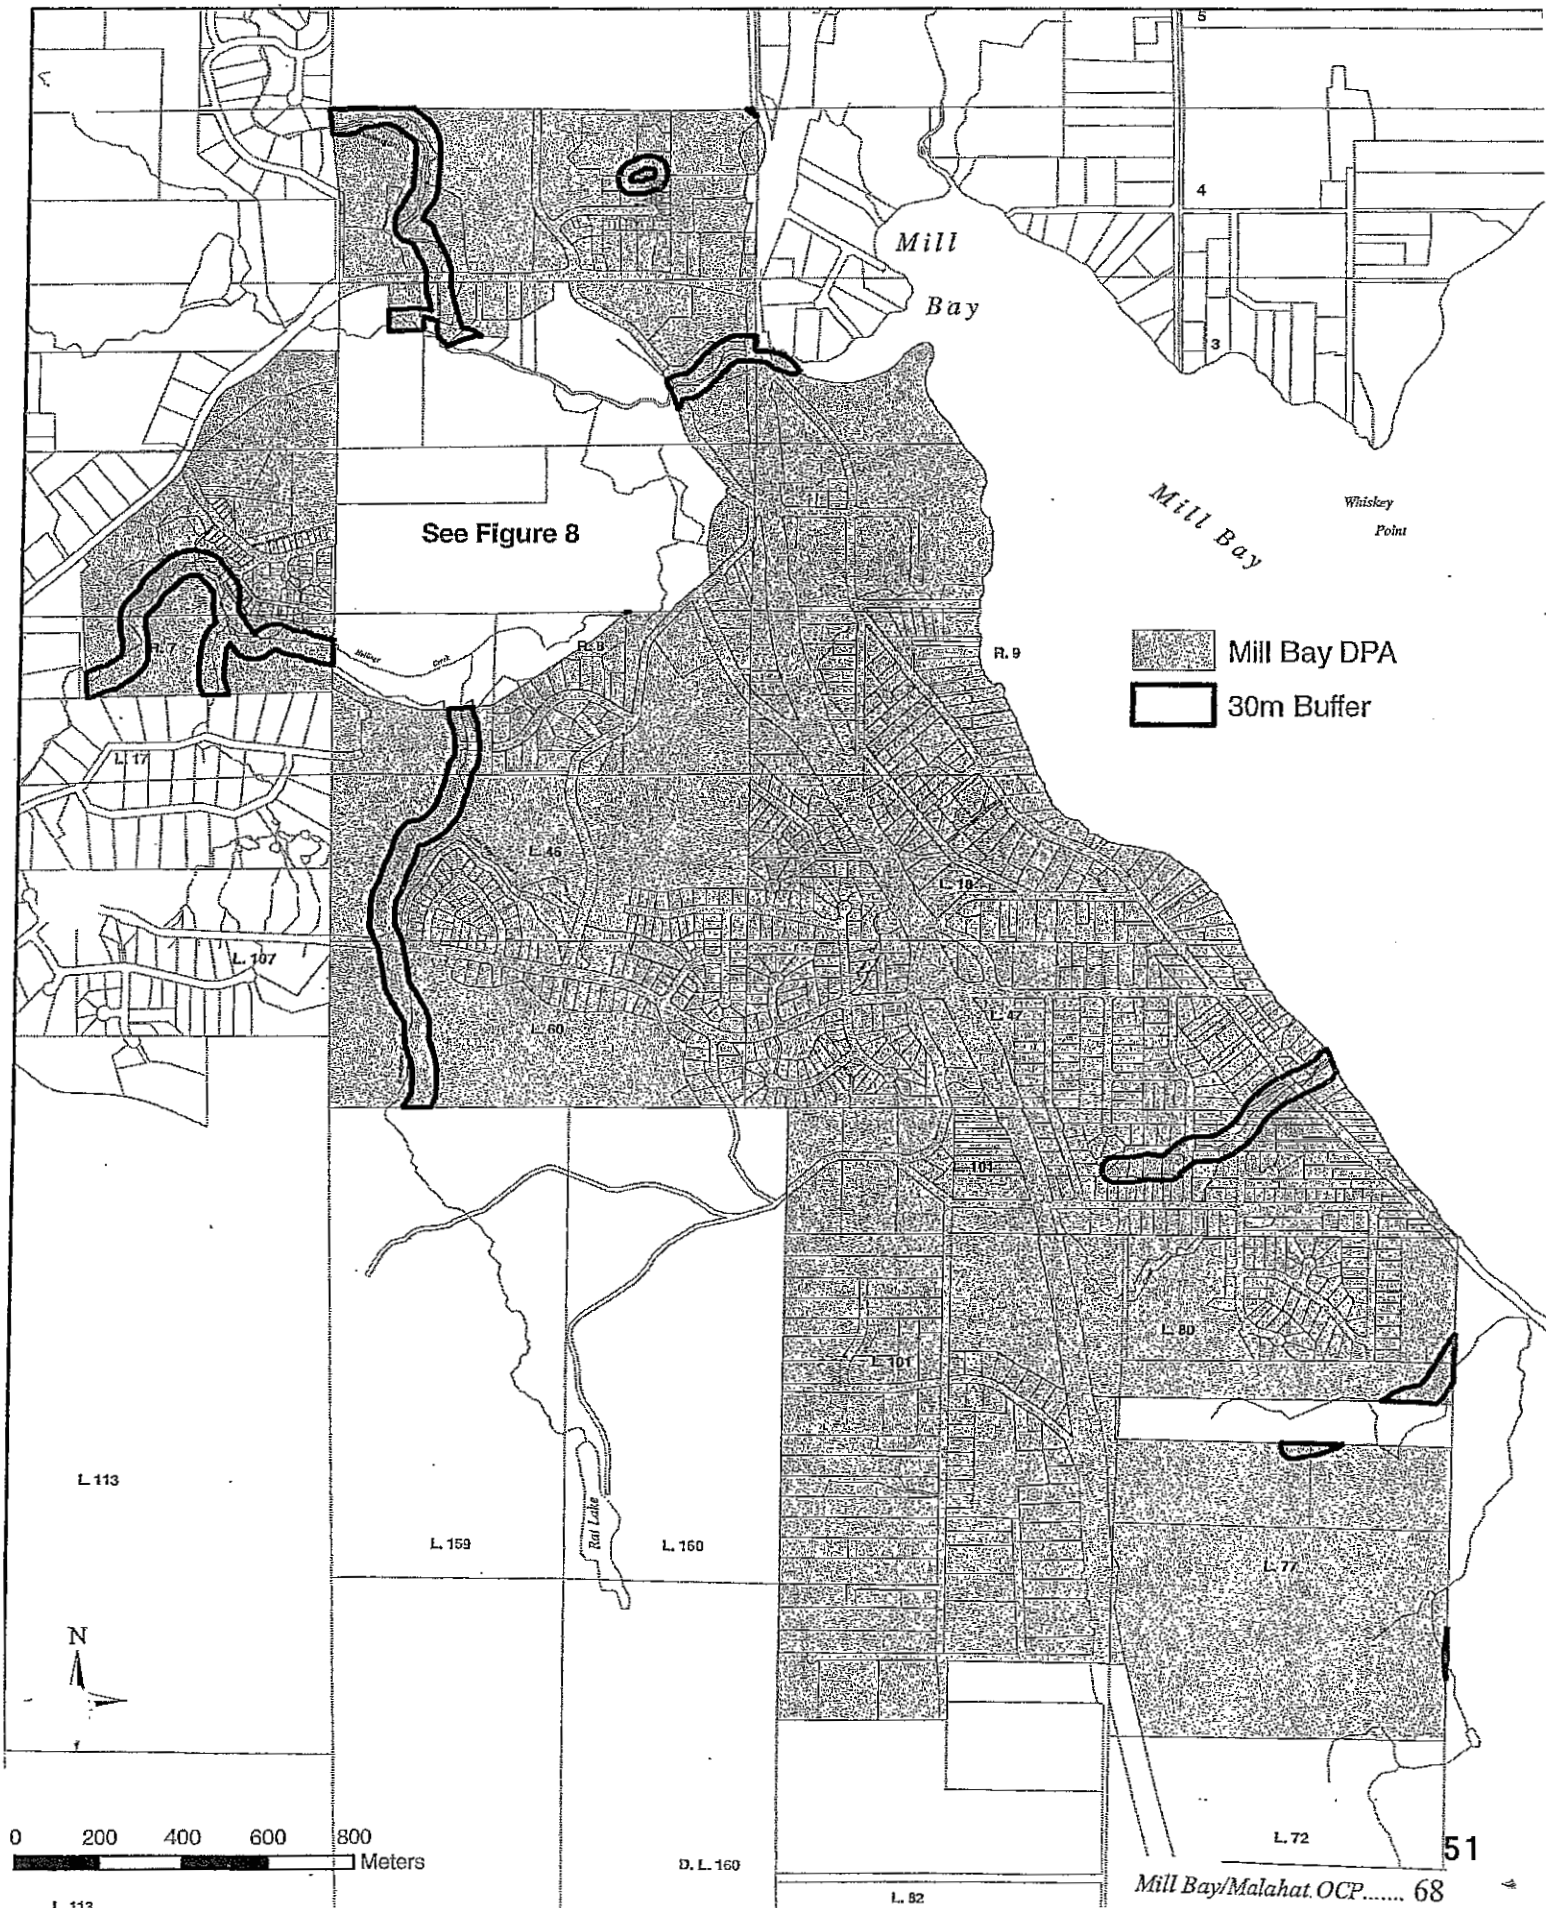 5
4
Mill
Bay
3
Mill Bay
Whiskey
Point
See Figure 8
Mill Bay DPA
30m Buffer
R. 7
Creek
R. 8
R. 9
L. 17
L. 46
L. 18
L. 107
L. 60
L. 47
L. 101
L. 80
L. 101
L. 113
L. 159
Rat Lake
L. 160
L. 77
N
0 200 400 600 800
Meters
D. L. 160
L. 72
51
Mill Bay/Malahat OCP....... 68
L. 113
L. 82